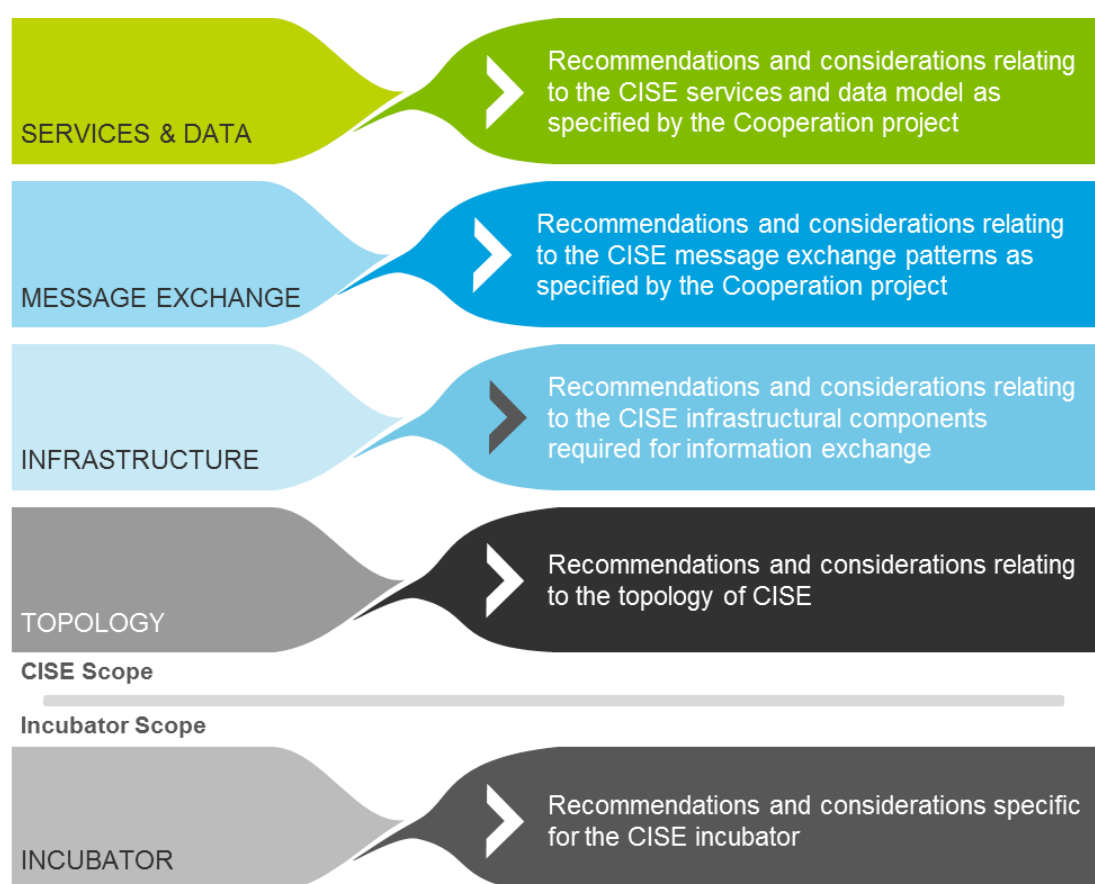 SERVICES & DATA
Recommendations and considerations relating
to the CISE services and data model as
specified by the Cooperation project
MESSAGE EXCHANGE
Recommendations and considerations relating
to the CISE message exchange patterns as
specified by the Cooperation project
INFRASTRUCTURE
Recommendations and considerations relating
to the CISE infrastructural components
required for information exchange
TOPOLOGY
Recommendations and considerations relating
to the topology of CISE
CISE Scope
Incubator Scope
INCUBATOR
Recommendations and considerations specific
for the CISE incubator